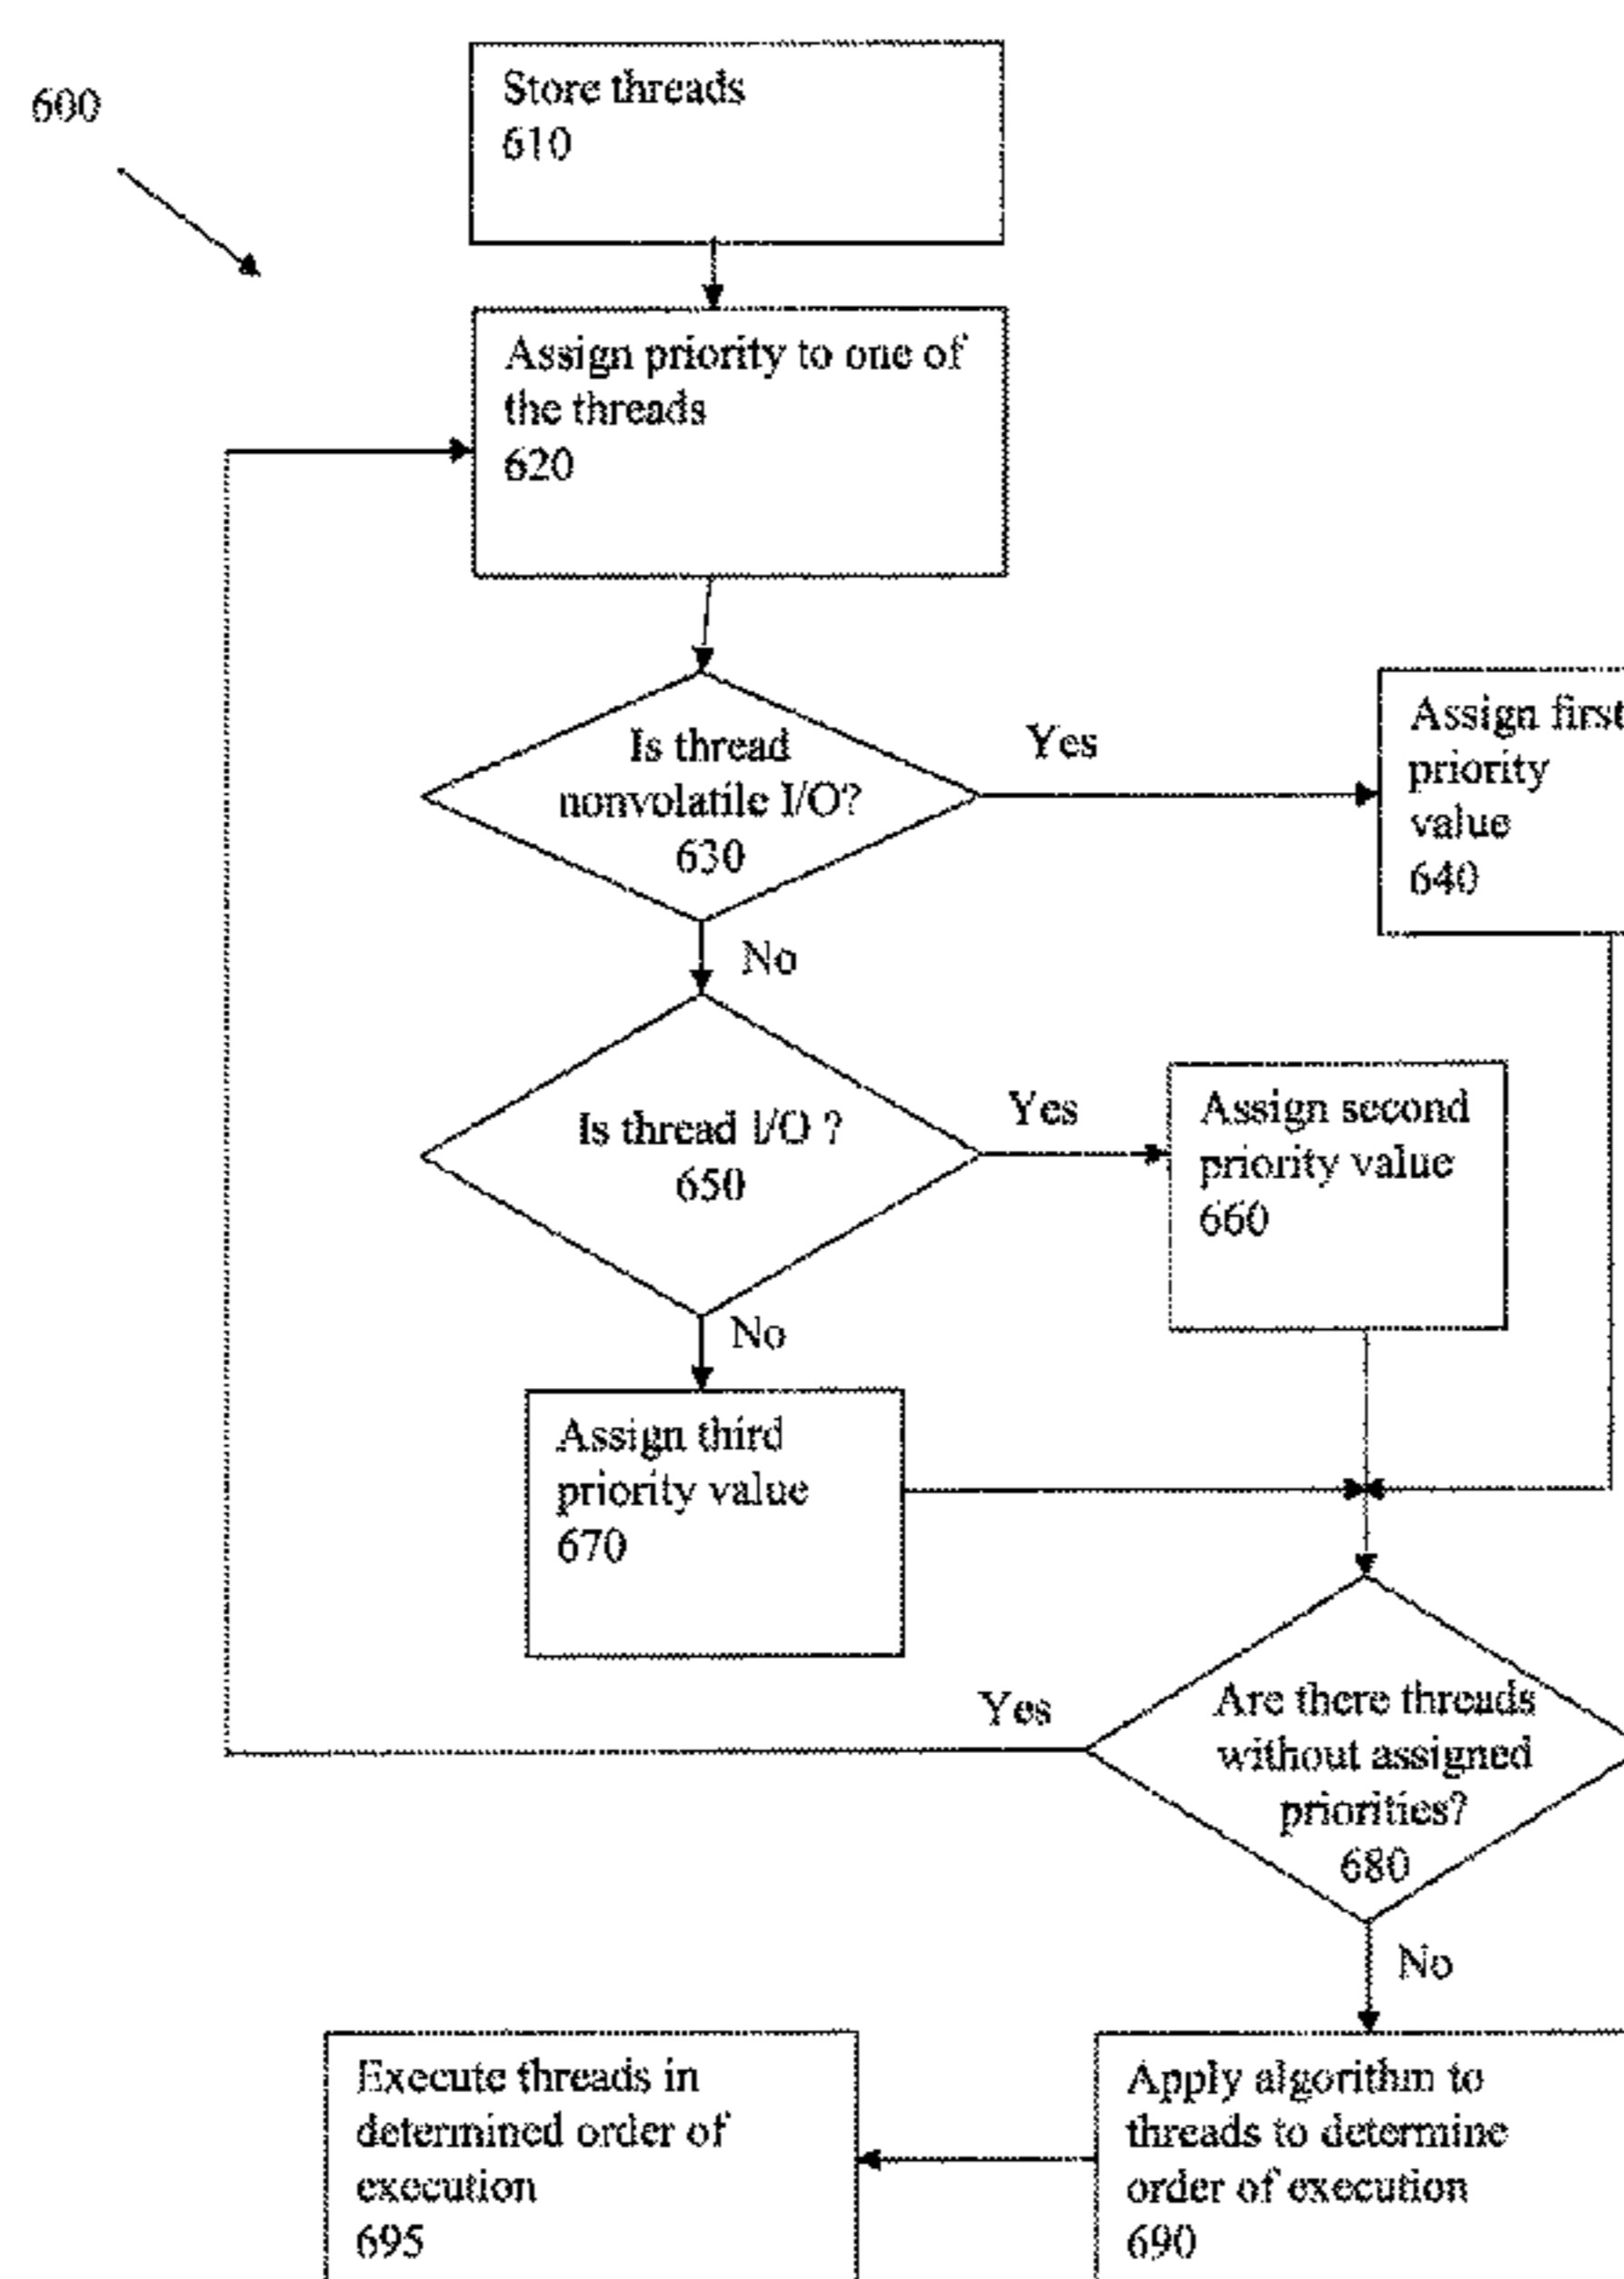 600
Store threads
610
Assign priority to one of
the threads
620
Is thread
nonvolatile I/O?
630
Yes
Assign first
priority
value
640
No
Is thread I/O ?
650
Yes
Assign second
priority value
660
No
Assign third
priority value
670
Yes
Are there threads
without assigned
priorities?
680
No
Execute threads in
determined order of
execution
695
Apply algorithm to
threads to determine
order of execution
690